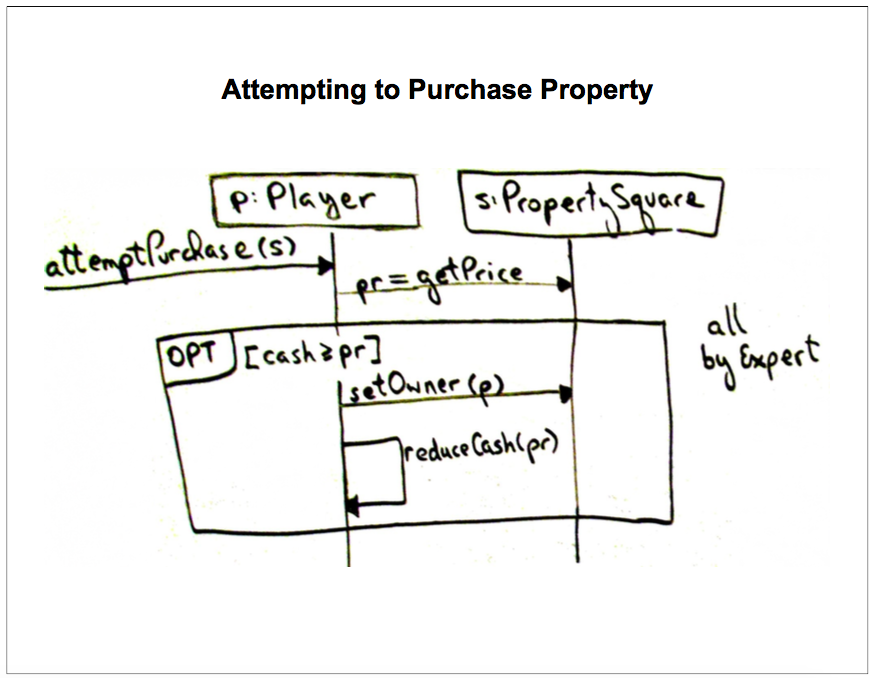 Attempting to Purchase Property
p: Player
s: PropertySquare
attemptPurchase(s)
pr = getPrice
all
by Expert
OPT
[cash ≥ pr]
setOwner(p)
reduceCash(pr)